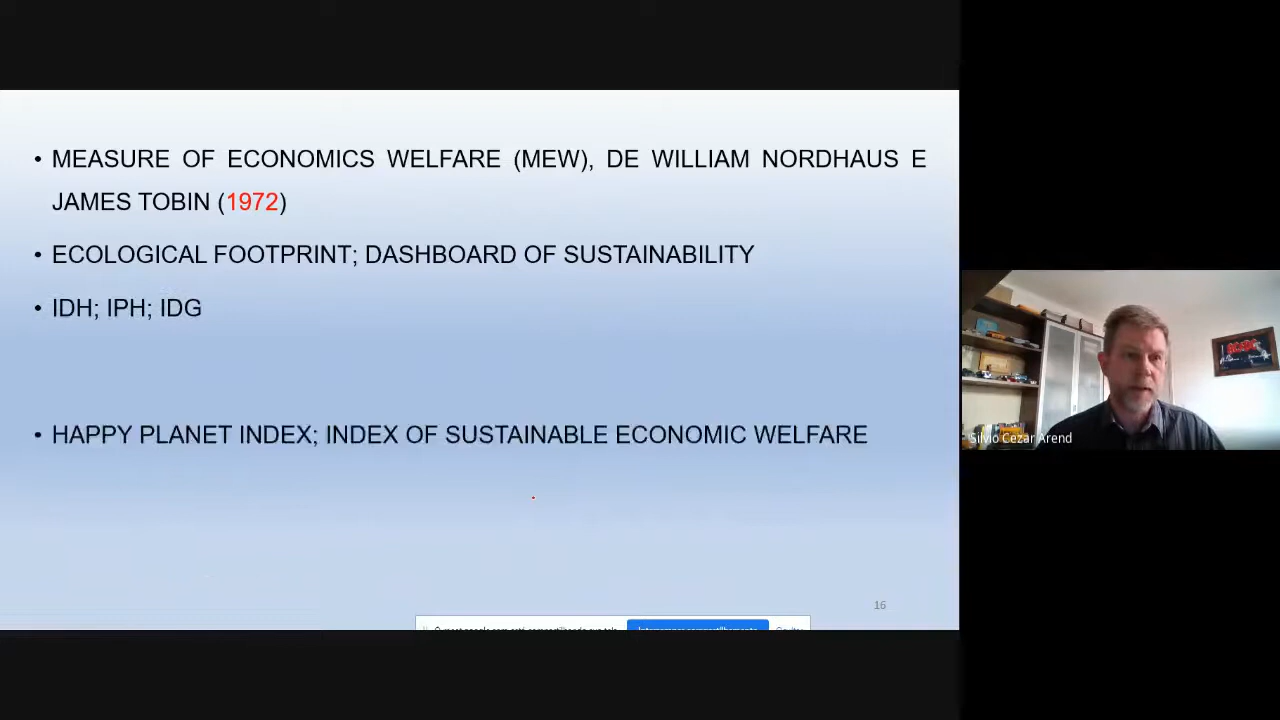 • MEASURE OF ECONOMICS WELFARE (MEW), DE WILLIAM NORDHAUS E
JAMES TOBIN (1972)
• ECOLOGICAL FOOTPRINT; DASHBOARD OF SUSTAINABILITY
• IDH; IPH; IDG
• HAPPY PLANET INDEX; INDEX OF SUSTAINABLE ECONOMIC WELFARE
16
Silvio Cezar Arend